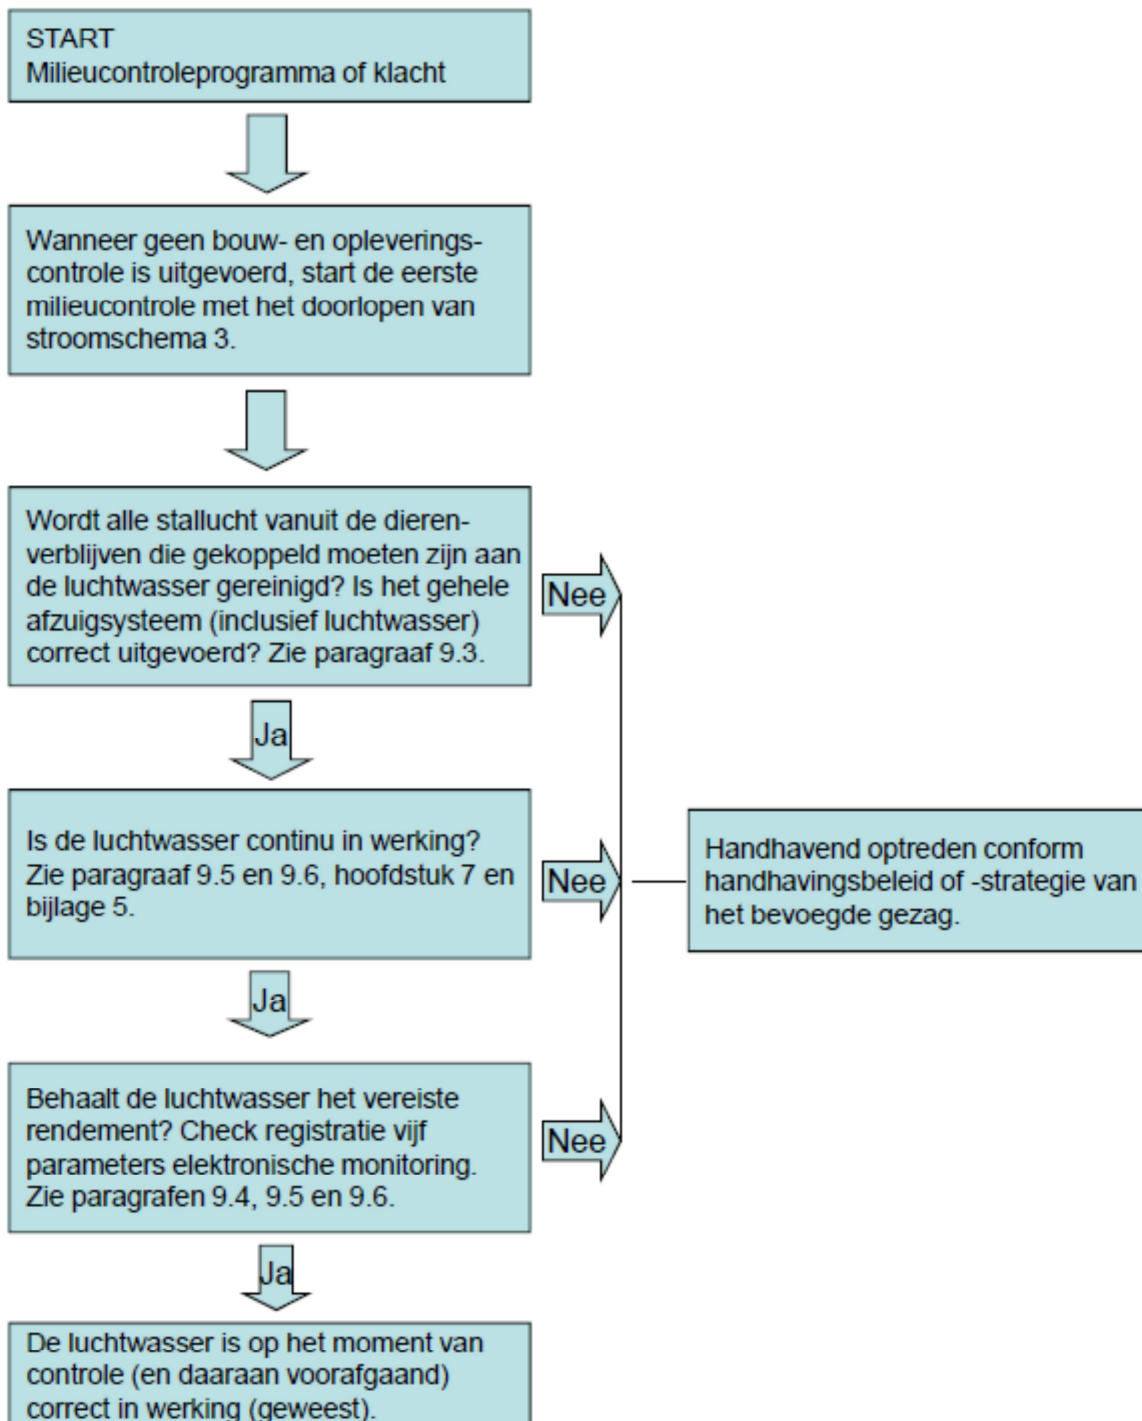 START
Milieucontroleprogramma of klacht
Wanneer geen bouw- en opleverings-
controle is uitgevoerd, start de eerste
milieucontrole met het doorlopen van
stroomschema 3.
Wordt alle stallucht vanuit de dieren-
verblijven die gekoppeld moeten zijn aan
de luchtwasser gereinigd? Is het gehele
afzuigsysteem (inclusief luchtwasser)
correct uitgevoerd? Zie paragraaf 9.3.
Nee
Ja
Is de luchtwasser continu in werking?
Zie paragraaf 9.5 en 9.6, hoofdstuk 7 en
bijlage 5.
Nee
Handhavend optreden conform
handhavingsbeleid of -strategie van
het bevoegde gezag.
Ja
Behaalt de luchtwasser het vereiste
rendement? Check registratie vijf
parameters elektronische monitoring.
Zie paragrafen 9.4, 9.5 en 9.6.
Nee
Ja
De luchtwasser is op het moment van
controle (en daaraan voorafgaand)
correct in werking (geweest).